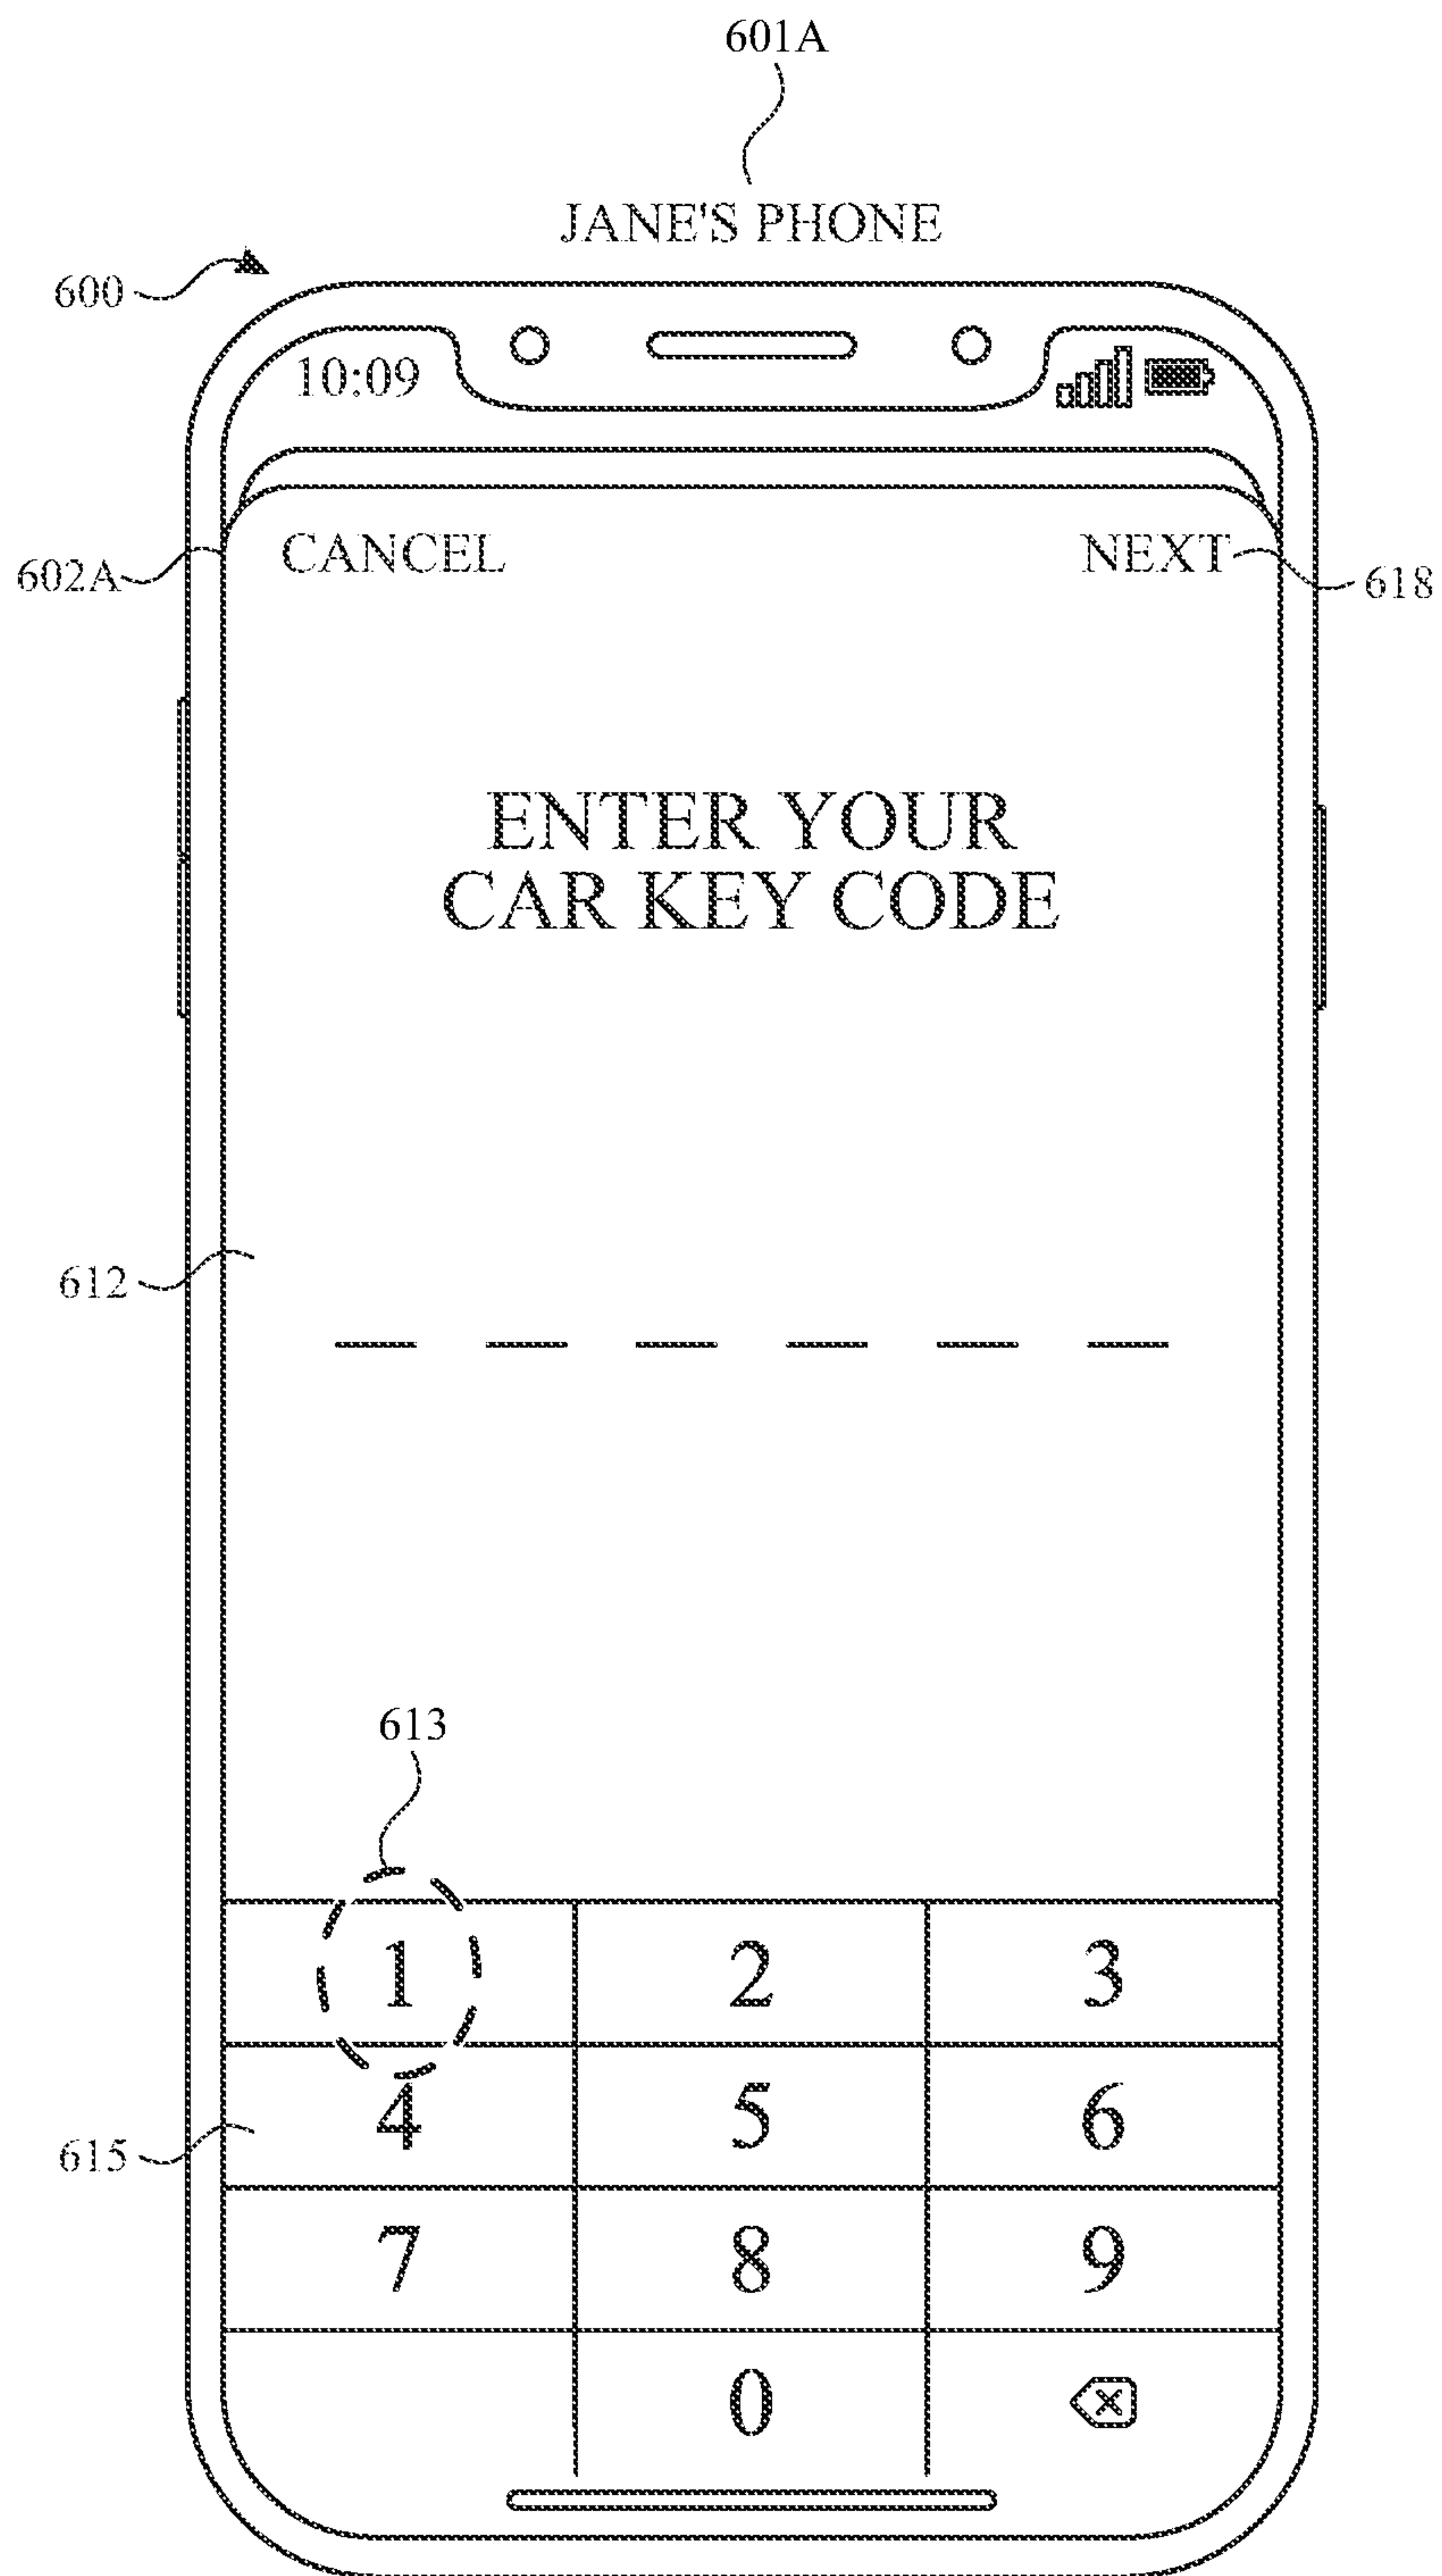 601A
JANE'S PHONE
600
10:09
602A
CANCEL
NEXT
618
ENTER YOUR
CAR KEY CODE
612
613
1 2 3
615
4 5 6
7 8 9
0